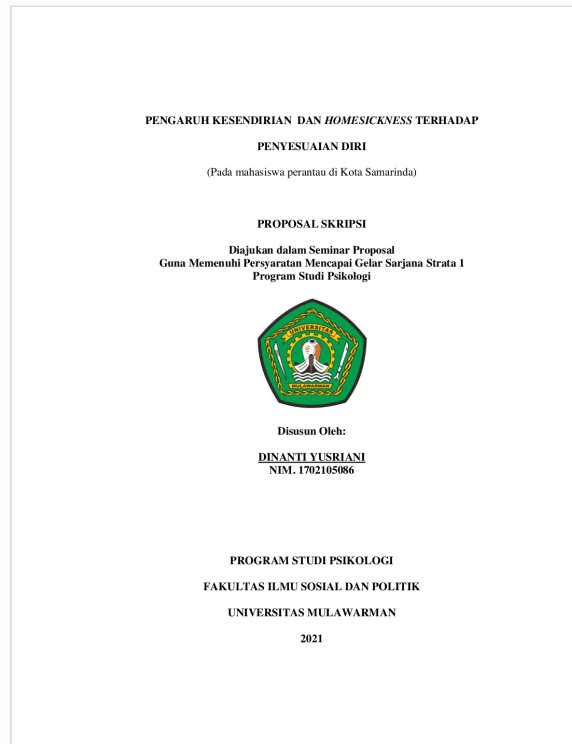 PENGARUH KESENDIRIAN DAN HOMESICKNESS TERHADAP
PENYESUAIAN DIRI
(Pada mahasiswa perantau di Kota Samarinda)
PROPOSAL SKRIPSI
Diajukan dalam Seminar Proposal
Guna Memenuhi Persyaratan Mencapai Gelar Sarjana Strata 1
Program Studi Psikologi
UNIVERSITAS
MULAWARMAN
Disusun Oleh:
DINANTI YUSRIANI
NIM. 1702105086
PROGRAM STUDI PSIKOLOGI
FAKULTAS ILMU SOSIAL DAN POLITIK
UNIVERSITAS MULAWARMAN
2021